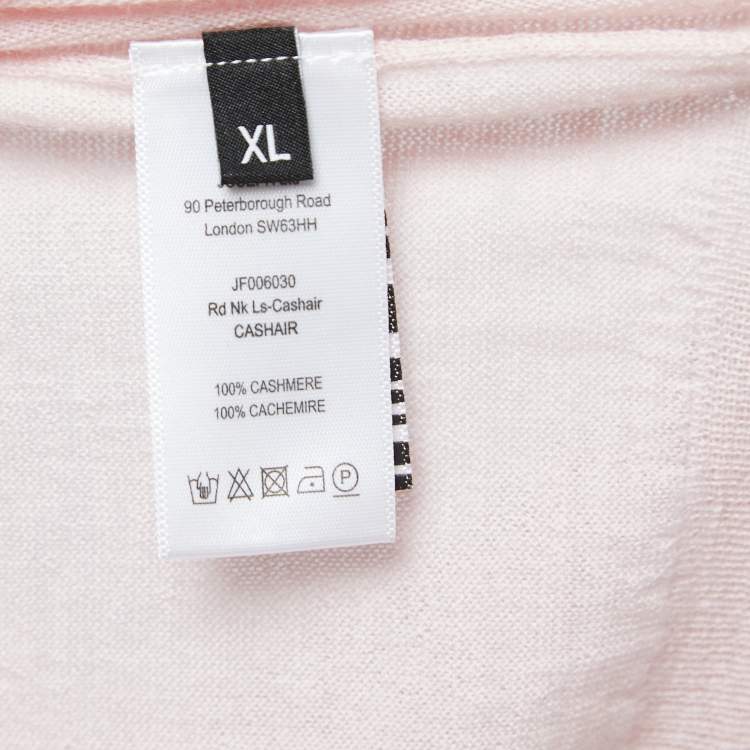 XL
90 Peterborough Road
London SW63HH
JF006030
Rd Nk Ls-Cashair
CASHAIR
100% CASHMERE
100% CACHEMIRE
P